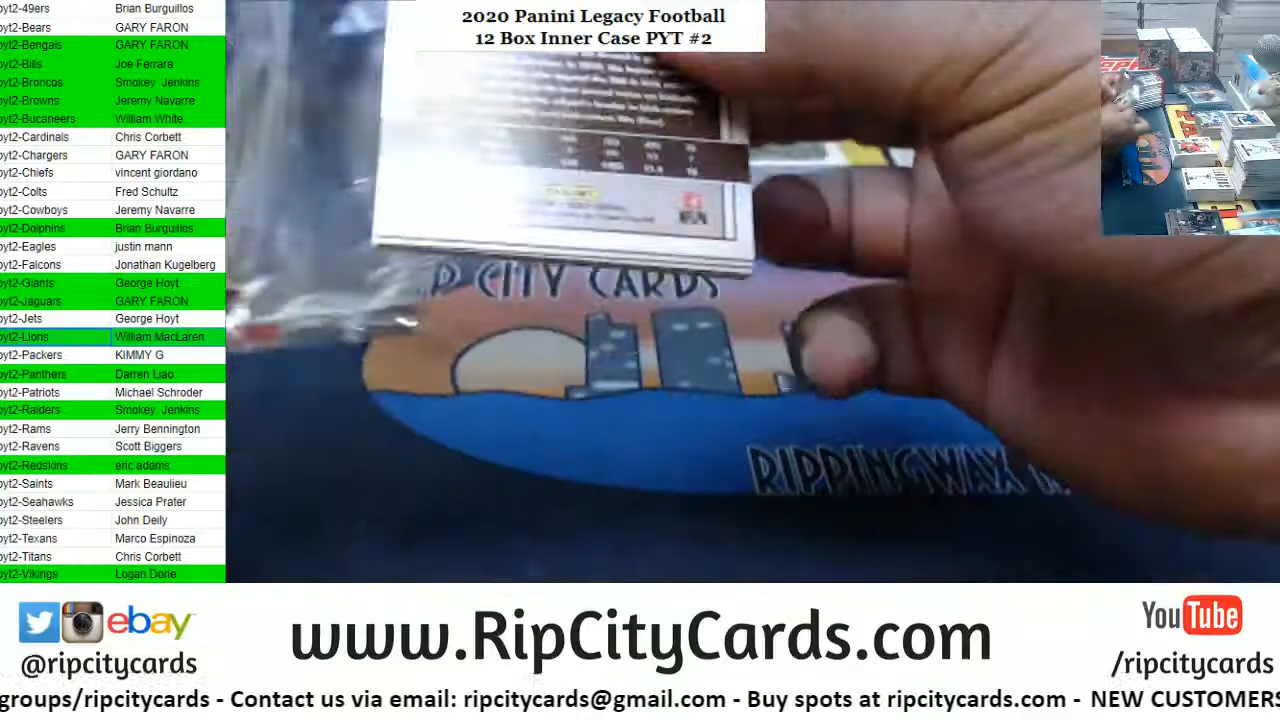 2020 Panini Legacy Football
12 Box Inner Case PYT #2
pyt2-49ers Brian Burguillos
pyt2-Bears GARY FARON
pyt2-Bengals GARY FARON
pyt2-Bills Joe Ferrara
pyt2-Broncos Smokey Jenkins
pyt2-Browns Jeremy Navarre
pyt2-Bucaneers William White
pyt2-Cardinals Chris Corbett
pyt2-Chargers GARY FARON
pyt2-Chiefs vincent giordano
pyt2-Colts Fred Schultz
pyt2-Cowboys Jeremy Navarre
pyt2-Dolphins Brian Burguillos
pyt2-Eagles justin mann
pyt2-Falcons Jonathan Kugelberg
pyt2-Giants George Hoyt
pyt2-Jaguars GARY FARON
pyt2-Jets George Hoyt
pyt2-Lions William MacLaren
pyt2-Packers KIMMY G
pyt2-Panthers Darren Liao
pyt2-Patriots Michael Schroder
pyt2-Raiders Smokey Jenkins
pyt2-Rams Jerry Bennington
pyt2-Ravens Scott Biggers
pyt2-Redskins eric adams
pyt2-Saints Mark Beaulieu
pyt2-Seahawks Jessica Prater
pyt2-Steelers John Deily
pyt2-Texans Marco Espinoza
pyt2-Titans Chris Corbett
pyt2-Vikings Logan Dorie
P CITY CARDS
RIPPINGWAX
ebay
@ripcitycards
www.RipCityCards.com
YouTube
/ripcitycards
groups/ripcitycards - Contact us via email: ripcitycards@gmail.com - Buy spots at ripcitycards.com - NEW CUSTOMERS